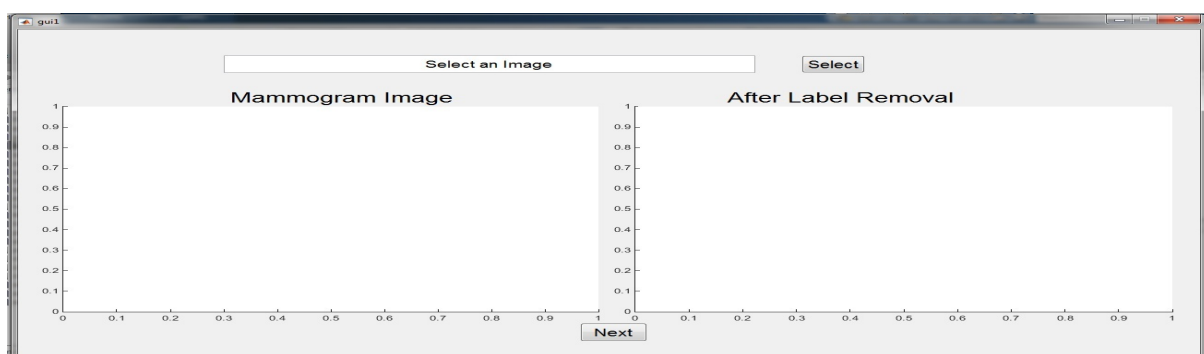 gui1
Select an Image Select
Mammogram Image After Label Removal
1 1
0.9 0.9
0.8 0.8
0.7 0.7
0.6 0.6
0.5 0.5
0.4 0.4
0.3 0.3
0.2 0.2
0.1 0.1
0 0
0 0.1 0.2 0.3 0.4 0.5 0.6 0.7 0.8 0.9 1 0 0.1 0.2 0.3 0.4 0.5 0.6 0.7 0.8 0.9 1
Next